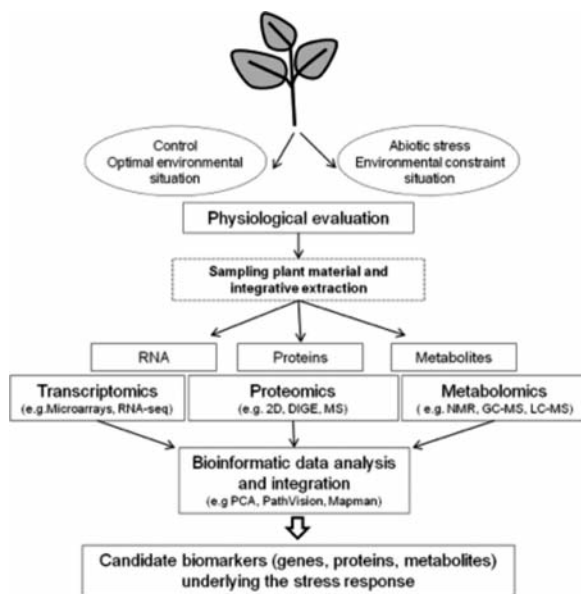 Control
Optimal environmental
situation
Abiotic stress
Environmental constraint
situation
Physiological evaluation
Sampling plant material and
integrative extraction
RNA
Proteins
Metabolites
Transcriptomics
(e.g.Microarrays, RNA-seq)
Proteomics
(e.g. 2D, DIGE, MS)
Metabolomics
( e.g. NMR, GC-MS, LC-MS)
Bioinformatic data analysis
and integration
(e.g PCA, PathVision, Mapman)
Candidate biomarkers (genes, proteins, metabolites)
underlying the stress response